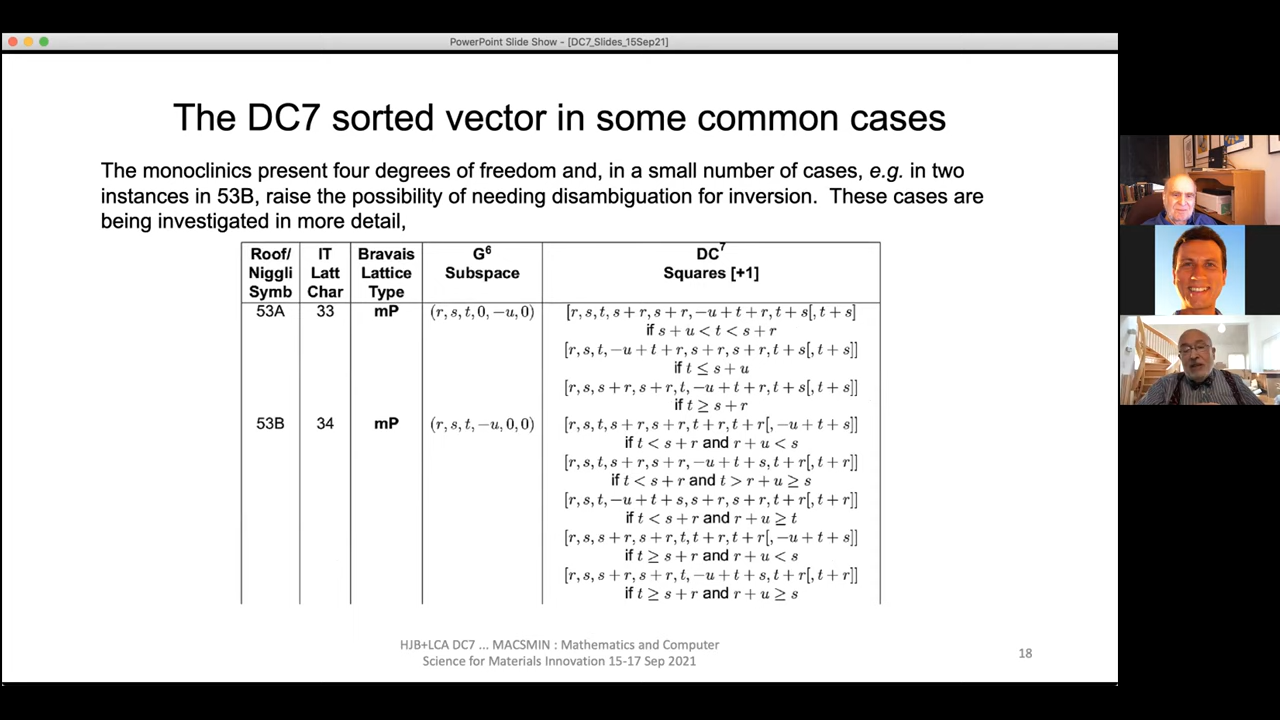 PowerPoint Slide Show - [DC7_Slides_15Sep21]
The DC7 sorted vector in some common cases
The monoclinics present four degrees of freedom and, in a small number of cases, e.g. in two
instances in 53B, raise the possibility of needing disambiguation for inversion.  These cases are
being investigated in more detail,
Roof/ Niggli Symb
IT Latt Char
Bravais Lattice Type
G⁶ Subspace
DC⁷ Squares [+1]
53A 33 mP (r, s, t, 0, −u, 0) [r, s, t, s + r, s + r, −u + t + r, t + s[, t + s]
if s + u < t < s + r
[r, s, t, −u + t + r, s + r, s + r, t + s[, t + s]]
if t ≤ s + u
[r, s, s + r, s + r, t, −u + t + r, t + s[, t + s]]
if t ≥ s + r
53B 34 mP (r, s, t, −u, 0, 0) [r, s, t, s + r, s + r, t + r, t + r[, −u + t + s]]
if t < s + r and r + u < s
[r, s, t, s + r, s + r, −u + t + s, t + r[, t + r]]
if t < s + r and t > r + u ≥ s
[r, s, t, −u + t + s, s + r, s + r, t + r[, t + r]]
if t < s + r and r + u ≥ t
[r, s, s + r, s + r, t, t + r, t + r[, −u + t + s]]
if t ≥ s + r and r + u < s
[r, s, s + r, s + r, t, −u + t + s, t + r[, t + r]]
if t ≥ s + r and r + u ≥ s
HJB+LCA DC7 ... MACSMIN : Mathematics and Computer
Science for Materials Innovation 15-17 Sep 2021
18